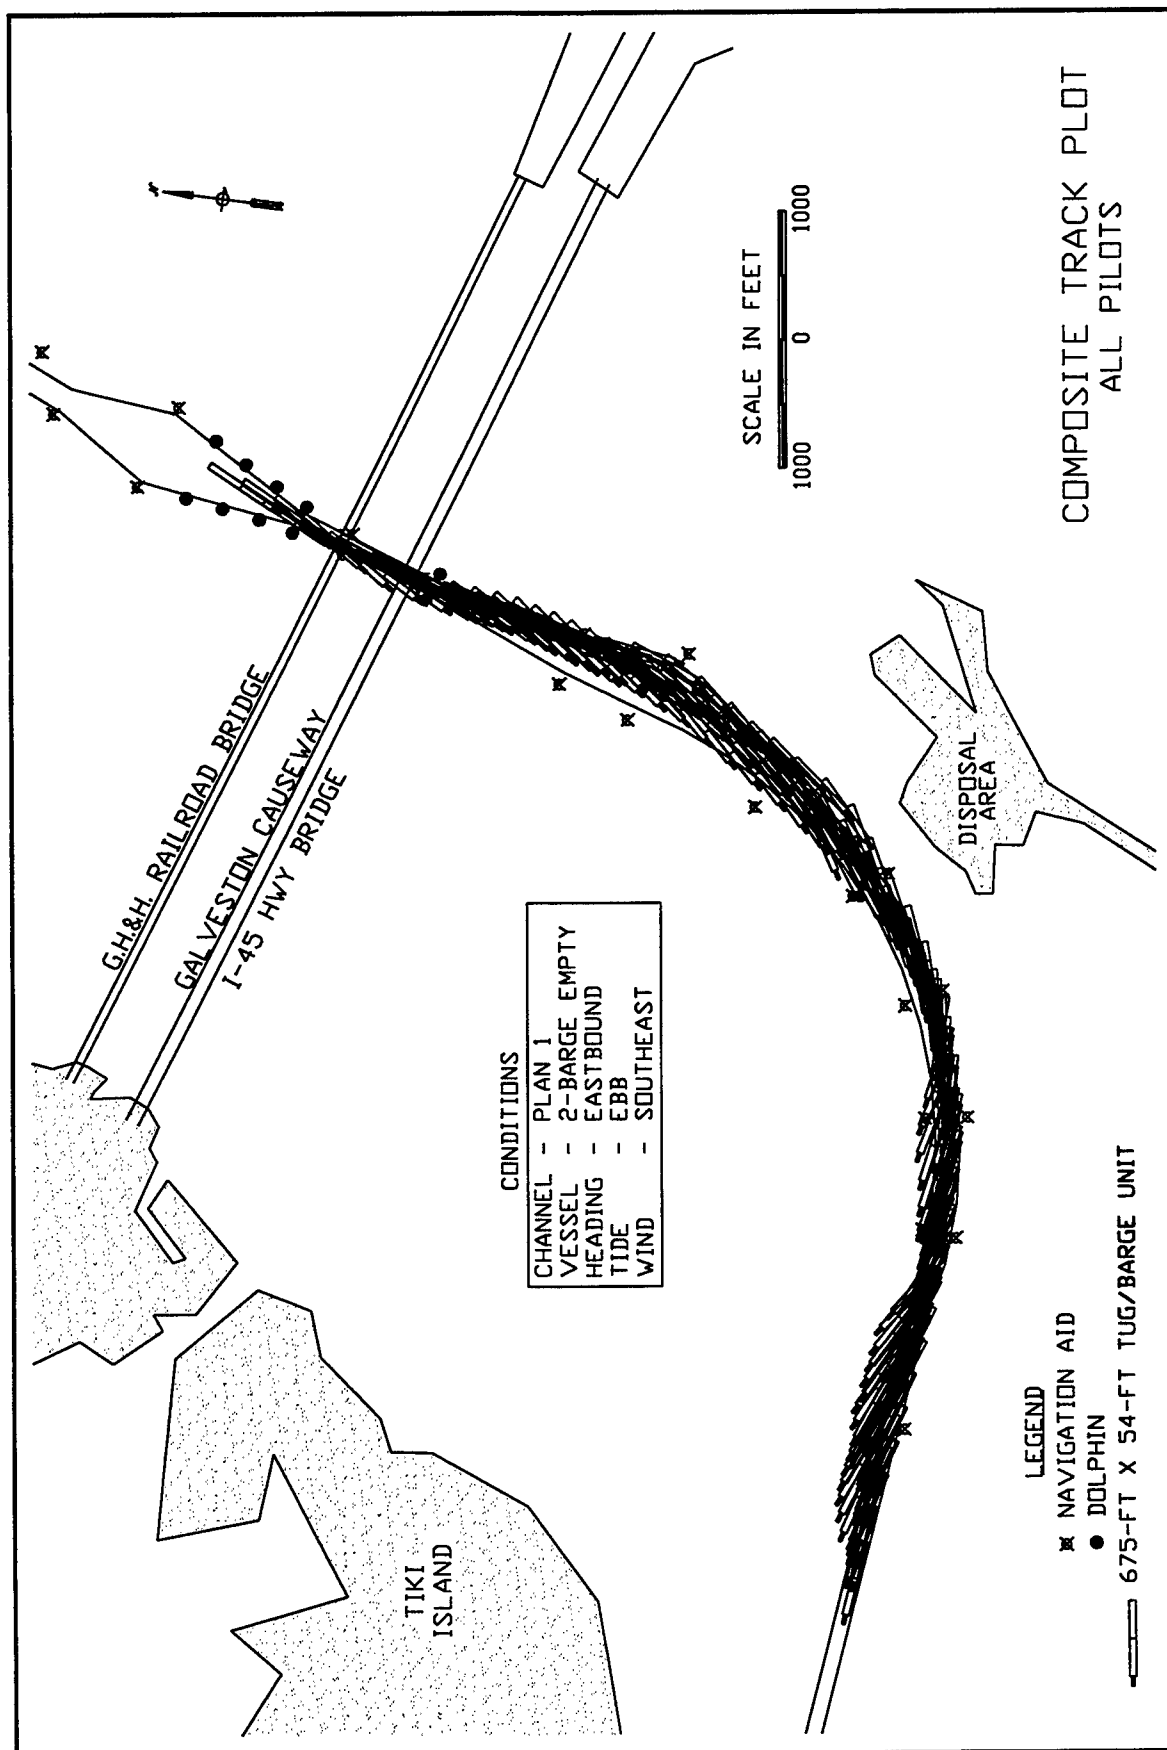 N
G.H.&H. RAILROAD BRIDGE
GALVESTON CAUSEWAY
I-45 HWY BRIDGE
TIKI
ISLAND
CONDITIONS
CHANNEL - PLAN 1
VESSEL - 2-BARGE EMPTY
HEADING - EASTBOUND
TIDE - EBB
WIND - SOUTHEAST
SCALE IN FEET
1000 0 1000
DISPOSAL
AREA
LEGEND
NAVIGATION AID
DOLPHIN
675-FT X 54-FT TUG/BARGE UNIT
COMPOSITE TRACK PLOT
ALL PILOTS